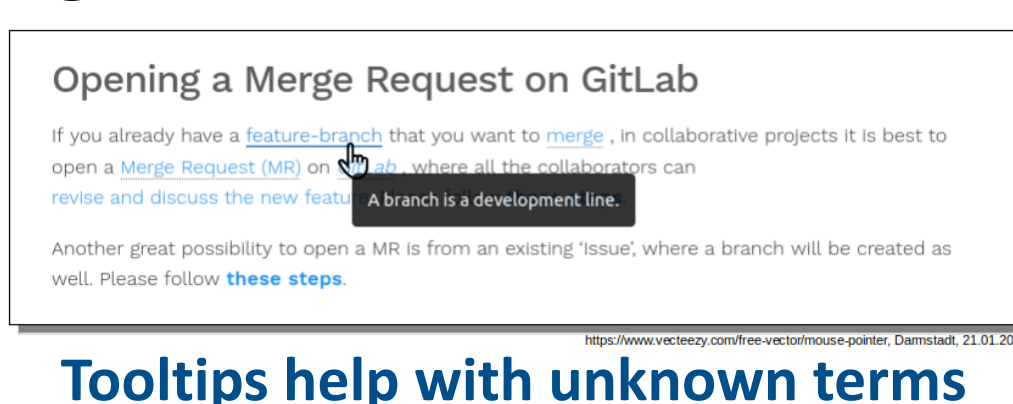 Opening a Merge Request on GitLab
If you already have a feature-branch that you want to merge , in collaborative projects it is best to
open a Merge Request (MR) on ab , where all the collaborators can
revise and discuss the new featur these steps.
A branch is a development line.
Another great possibility to open a MR is from an existing ‘Issue’, where a branch will be created as
well. Please follow these steps.
https://www.vecteezy.com/free-vector/mouse-pointer, Darmstadt, 21.01.20
Tooltips help with unknown terms